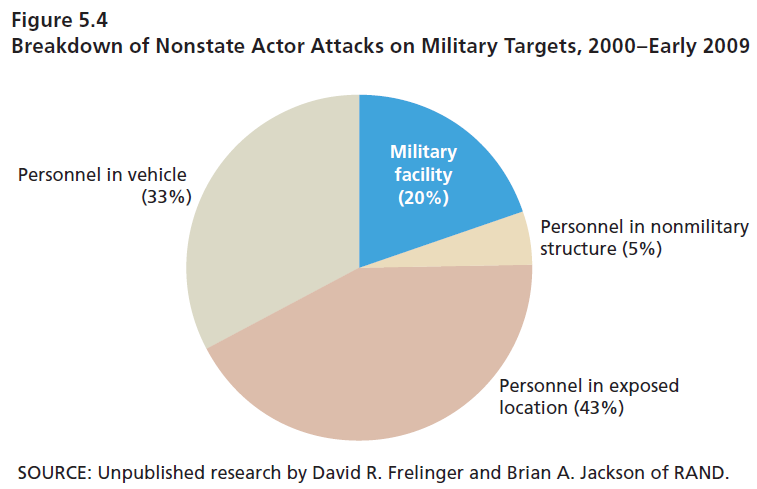 Figure 5.4
Breakdown of Nonstate Actor Attacks on Military Targets, 2000–Early 2009
Military
facility
(20%)
Personnel in vehicle
(33%)
Personnel in nonmilitary
structure (5%)
Personnel in exposed
location (43%)
SOURCE: Unpublished research by David R. Frelinger and Brian A. Jackson of RAND.